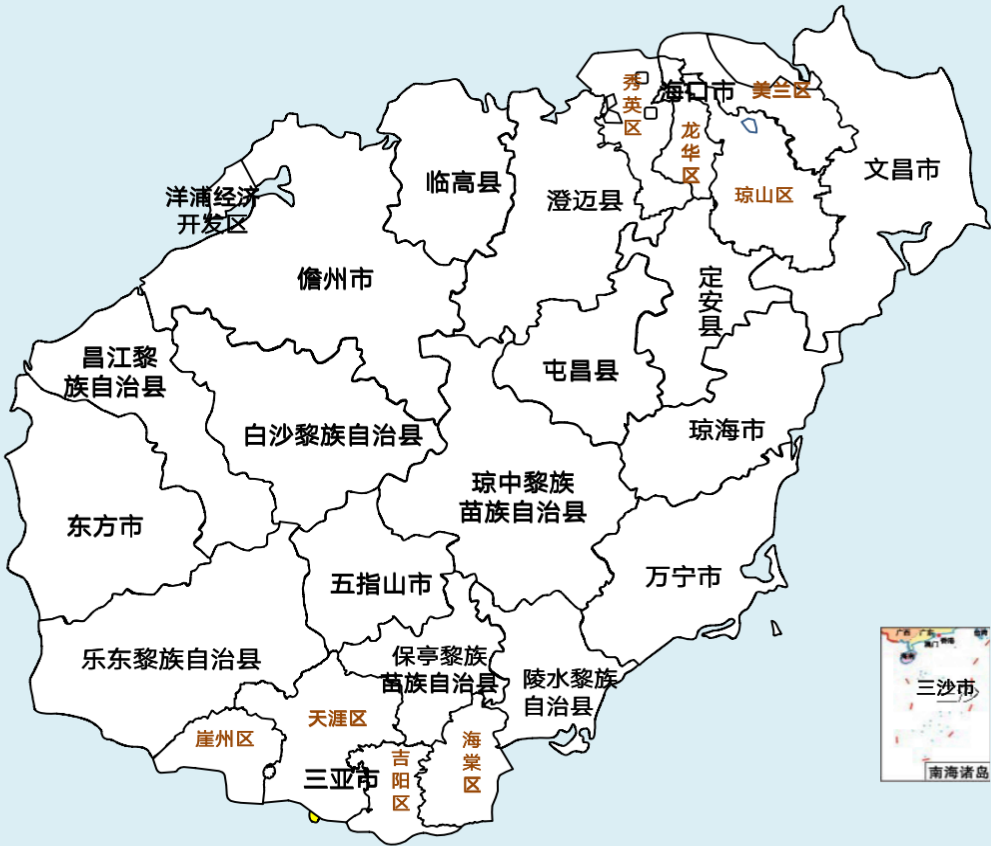 秀英区
海口市
美兰区
龙华区
琼山区
文昌市
临高县
澄迈县
洋浦经济
开发区
儋州市
定安县
昌江黎
族自治县
屯昌县
白沙黎族自治县
琼海市
琼中黎族
苗族自治县
东方市
五指山市
万宁市
乐东黎族自治县
保亭黎族
苗族自治县
陵水黎族
自治县
天涯区
崖州区
海棠区
吉阳区
三亚市
广西
广东
三沙市
南海诸岛